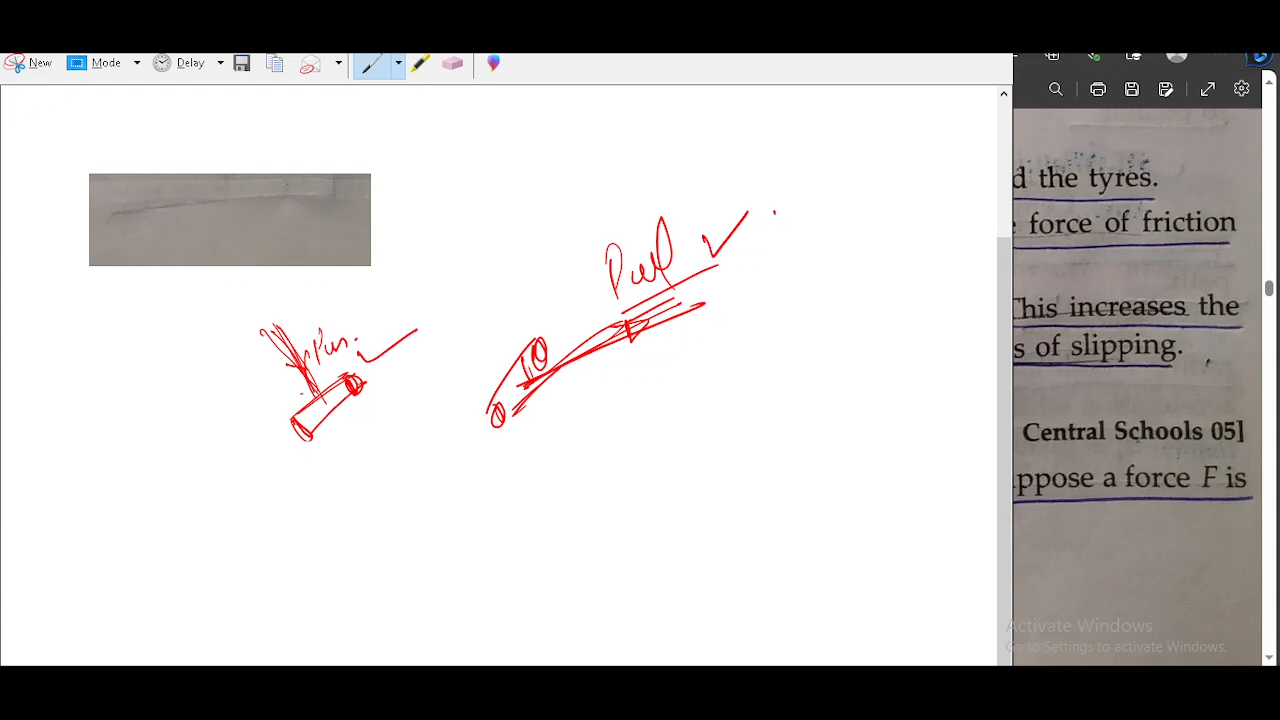 New Mode Delay
Pus.
Pull
d the tyres.
force of friction
This increases the
s of slipping.
Central Schools 05]
ppose a force F is
Activate Windows
Go to Settings to activate Windows.